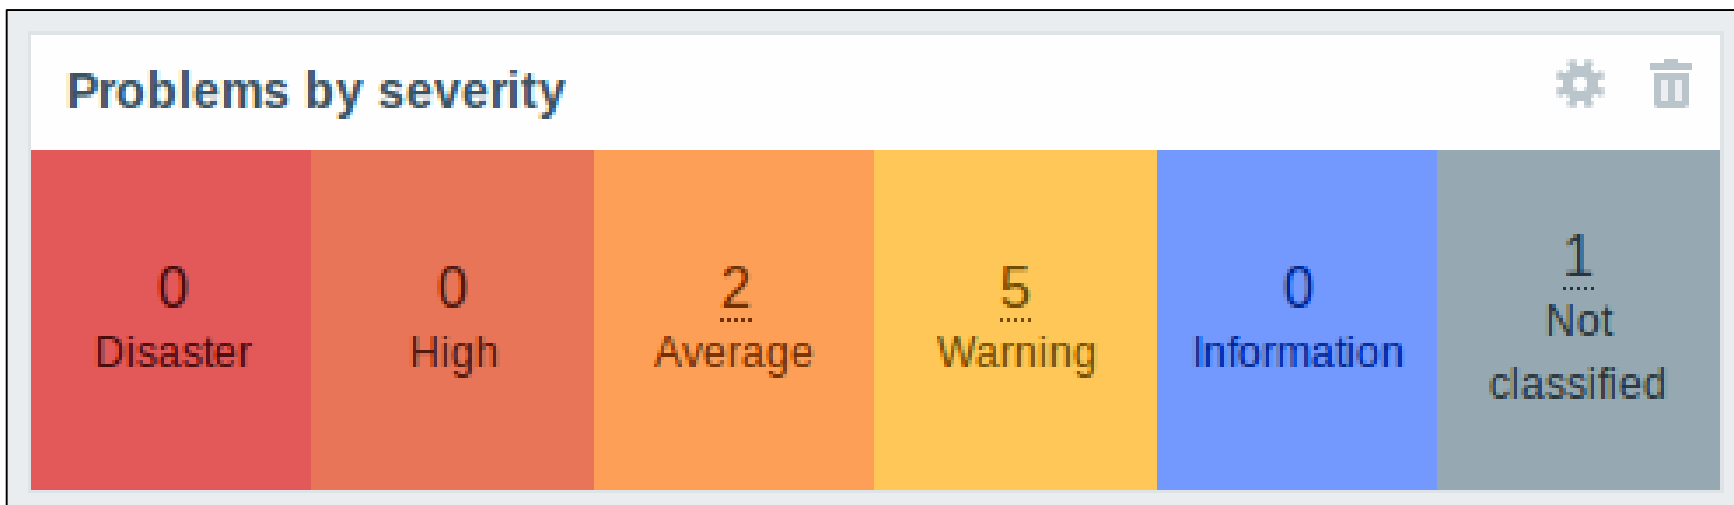 Problems by severity
0
Disaster
0
High
2
Average
5
Warning
0
Information
1
Not
classified